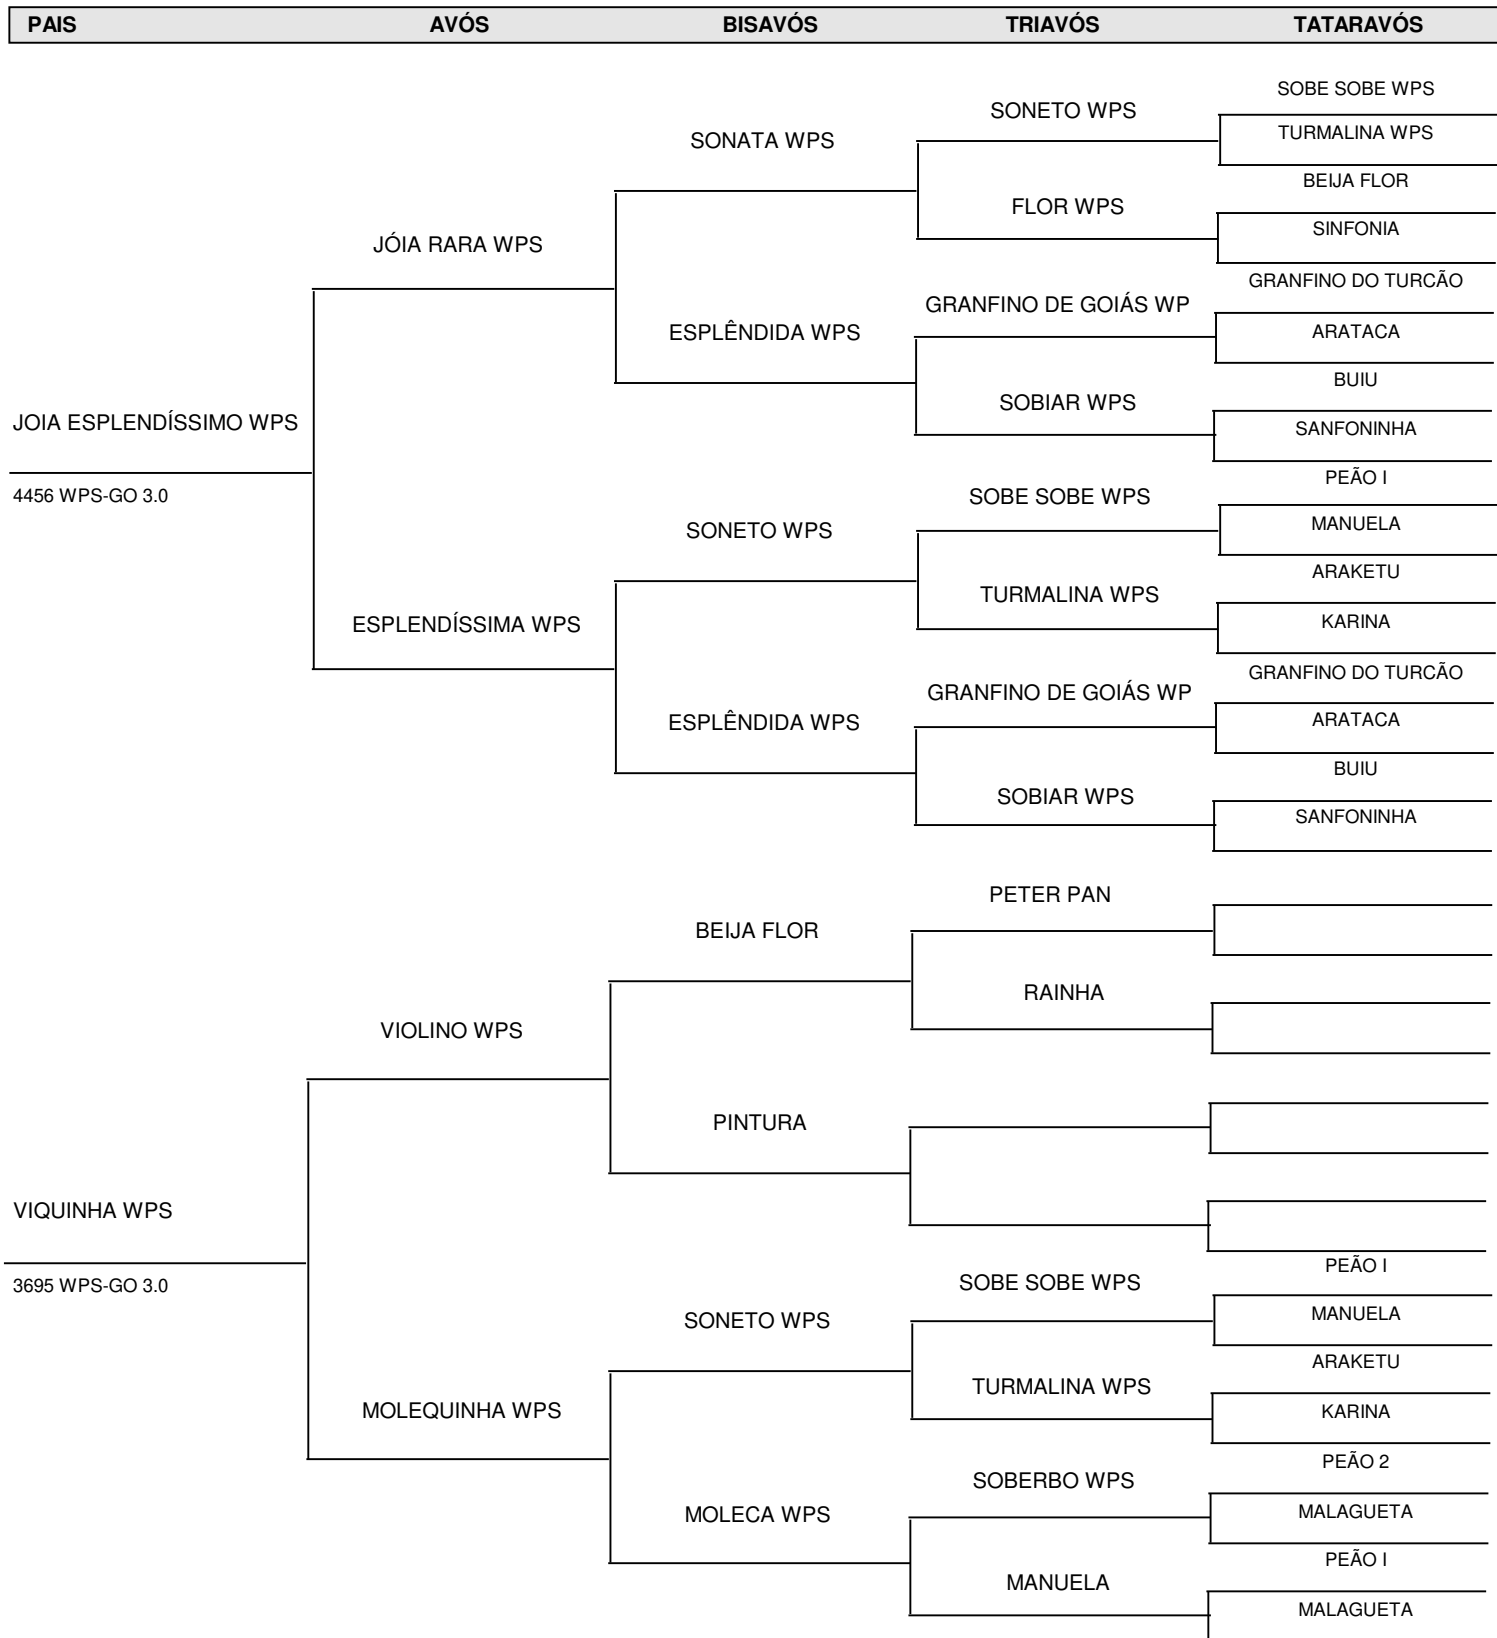 PAIS AVÓS BISAVÓS TRIAVÓS TATARAVÓS
SOBE SOBE WPS
SONETO WPS
TURMALINA WPS
SONATA WPS
BEIJA FLOR
FLOR WPS
SINFONIA
JÓIA RARA WPS
GRANFINO DO TURCÃO
GRANFINO DE GOIÁS WP
ARATACA
ESPLÊNDIDA WPS
BUIU
SOBIAR WPS
SANFONINHA
JOIA ESPLENDÍSSIMO WPS
4456 WPS-GO 3.0
PEÃO I
SOBE SOBE WPS
MANUELA
SONETO WPS
ARAKETU
TURMALINA WPS
KARINA
ESPLENDÍSSIMA WPS
GRANFINO DO TURCÃO
GRANFINO DE GOIÁS WP
ARATACA
ESPLÊNDIDA WPS
BUIU
SOBIAR WPS
SANFONINHA
PETER PAN
BEIJA FLOR
RAINHA
VIOLINO WPS
PINTURA
VIQUINHA WPS
3695 WPS-GO 3.0
PEÃO I
SOBE SOBE WPS
MANUELA
SONETO WPS
ARAKETU
TURMALINA WPS
KARINA
MOLEQUINHA WPS
PEÃO 2
SOBERBO WPS
MALAGUETA
MOLECA WPS
PEÃO I
MANUELA
MALAGUETA